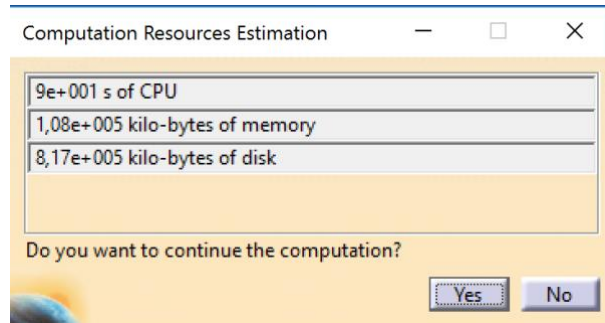 Computation Resources Estimation
9e+001 s of CPU
1,08e+005 kilo-bytes of memory
8,17e+005 kilo-bytes of disk
Do you want to continue the computation?
Yes No